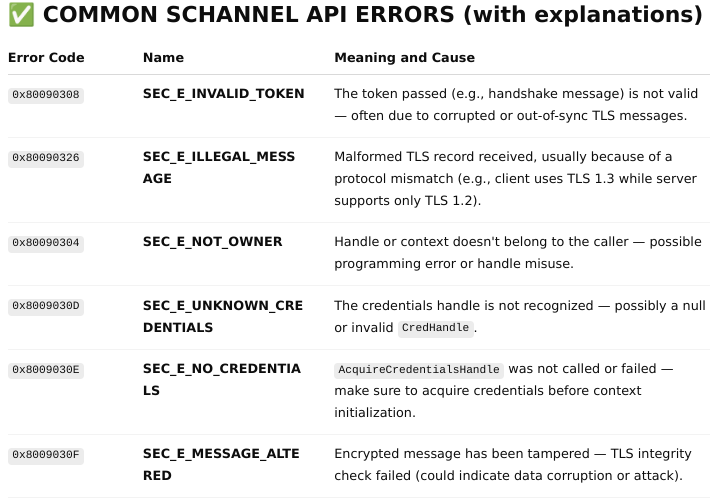 ✅ COMMON SCHANNEL API ERRORS (with explanations)
Error Code Name Meaning and Cause
0x80090308 SEC_E_INVALID_TOKEN The token passed (e.g., handshake message) is not valid
— often due to corrupted or out-of-sync TLS messages.
0x80090326 SEC_E_ILLEGAL_MESS Malformed TLS record received, usually because of a
AGE protocol mismatch (e.g., client uses TLS 1.3 while server
supports only TLS 1.2).
0x80090304 SEC_E_NOT_OWNER Handle or context doesn't belong to the caller — possible
programming error or handle misuse.
0x8009030D SEC_E_UNKNOWN_CRE The credentials handle is not recognized — possibly a null
DENTIALS or invalid CredHandle.
0x8009030E SEC_E_NO_CREDENTIA AcquireCredentialsHandle was not called or failed —
LS make sure to acquire credentials before context
initialization.
0x8009030F SEC_E_MESSAGE_ALTE Encrypted message has been tampered — TLS integrity
RED check failed (could indicate data corruption or attack).